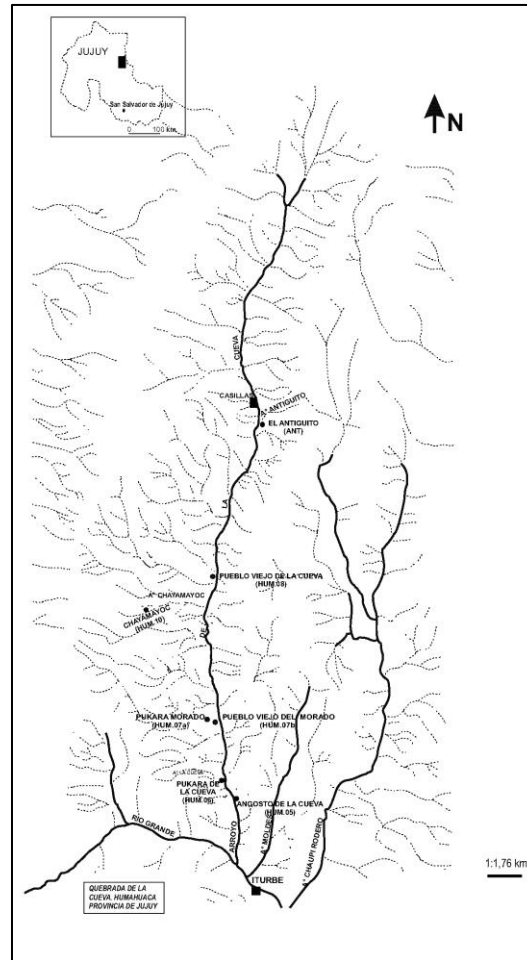 JUJUY
San Salvador de Jujuy
0 100 km
N
CUEVA
CASILLAS
A° ANTIGUITO
EL ANTIGUITO
(ANT)
LA
PUEBLO VIEJO DE LA CUEVA
A° CHAYAMAYOC
CHAYAMAYOC
(HUM.10)
DE
PUKARA MORADO
(HUM.07a)
PUEBLO VIEJO DEL MORADO
(HUM.07b)
PUKARA DE
LA CUEVA
(HUM.06)
ANGOSTO DE LA CUEVA
(HUM.05)
RIO GRANDE
ARROYO
A° CHAUPI RODERO
ITURBE
1:1,76 km
QUEBRADA DE LA
CUEVA. HUMAHUACA
PROVINCIA DE JUJUY